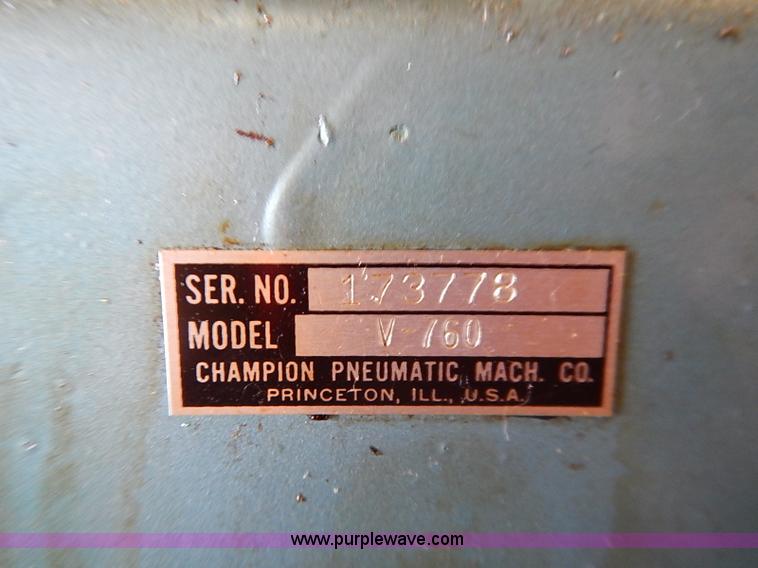 SER. NO. 173778
MODEL V-760
CHAMPION PNEUMATIC MACH. CO.
PRINCETON, ILL., U.S.A.
www.purplewave.com